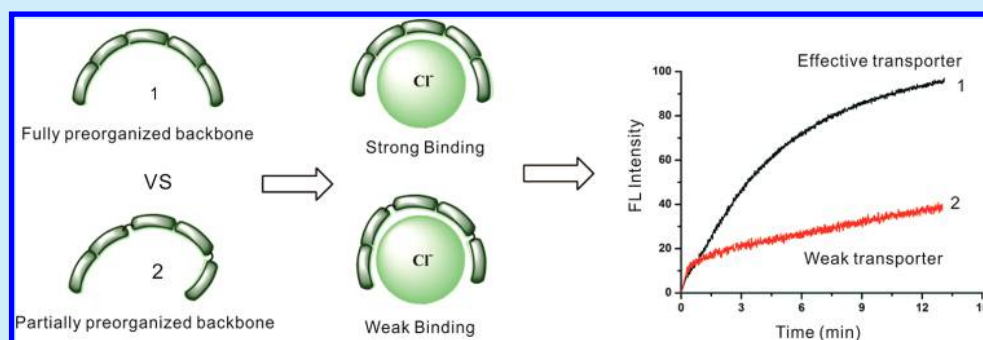 1
Fully preorganized backbone
VS
2
Partially preorganized backbone
Cl-
Strong Binding
Cl-
Weak Binding
Effective transporter
1
2
Weak transporter
FL Intensity
100
80
60
40
20
0
0 3 6 9 12 15
Time (min)